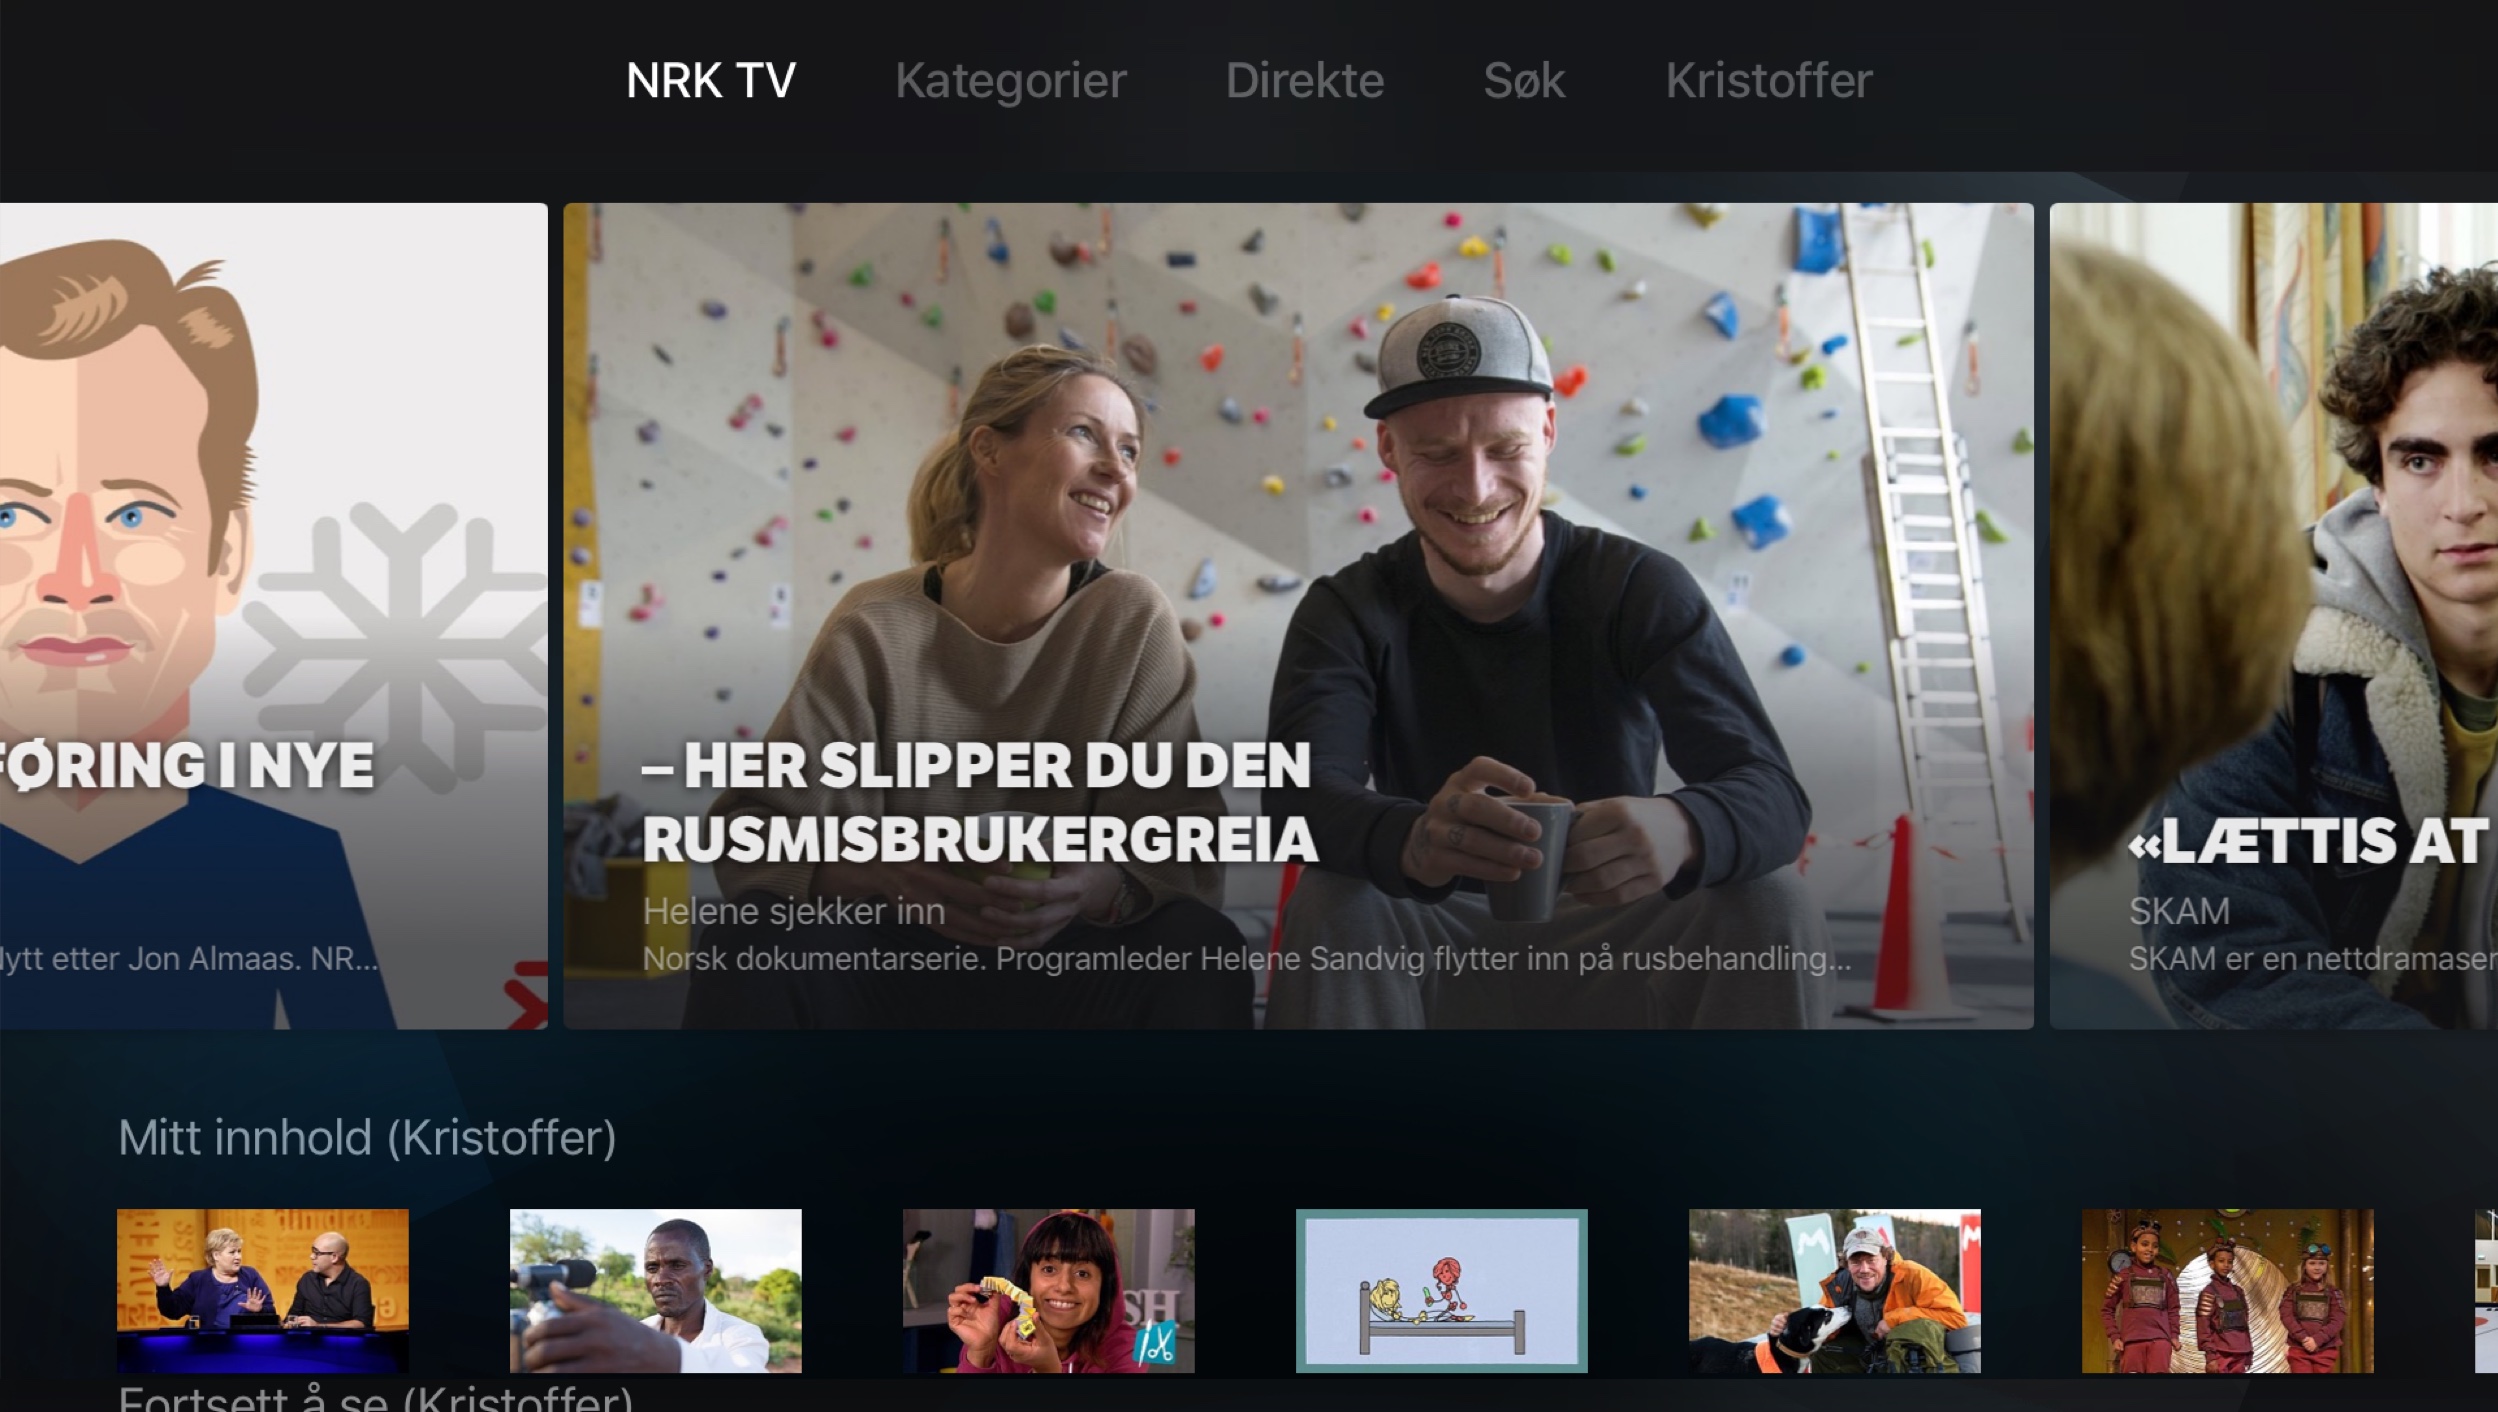 NRK TV
Kategorier
Direkte
Søk
Kristoffer
FØRING I NYE
etter Jon Almaas. NR...
– HER SLIPPER DU DEN
RUSMISBRUKERGREIA
Helene sjekker inn
Norsk dokumentarserie. Programleder Helene Sandvig flytter inn på rusbehandling...
«LÆTTIS AT
SKAM
SKAM er en nettdramaser
Mitt innhold (Kristoffer)
SH
Fortsett å se (Kristoffer)